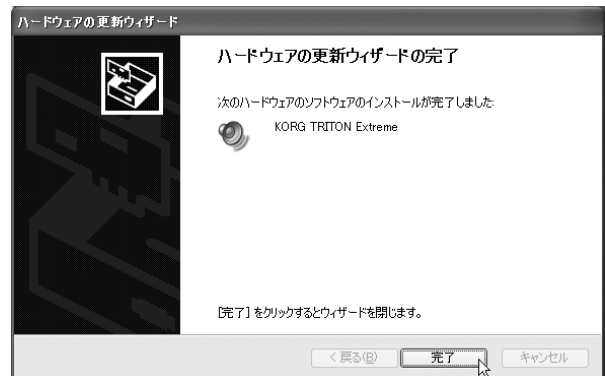 ハードウェアの更新ウィザード
ハードウェアの更新ウィザードの完了
次のハードウェアのソフトウェアのインストールが完了しました:
KORG TRITON Extreme
[完了] をクリックするとウィザードを閉じます。
< 戻る(B)
完了
キャンセル